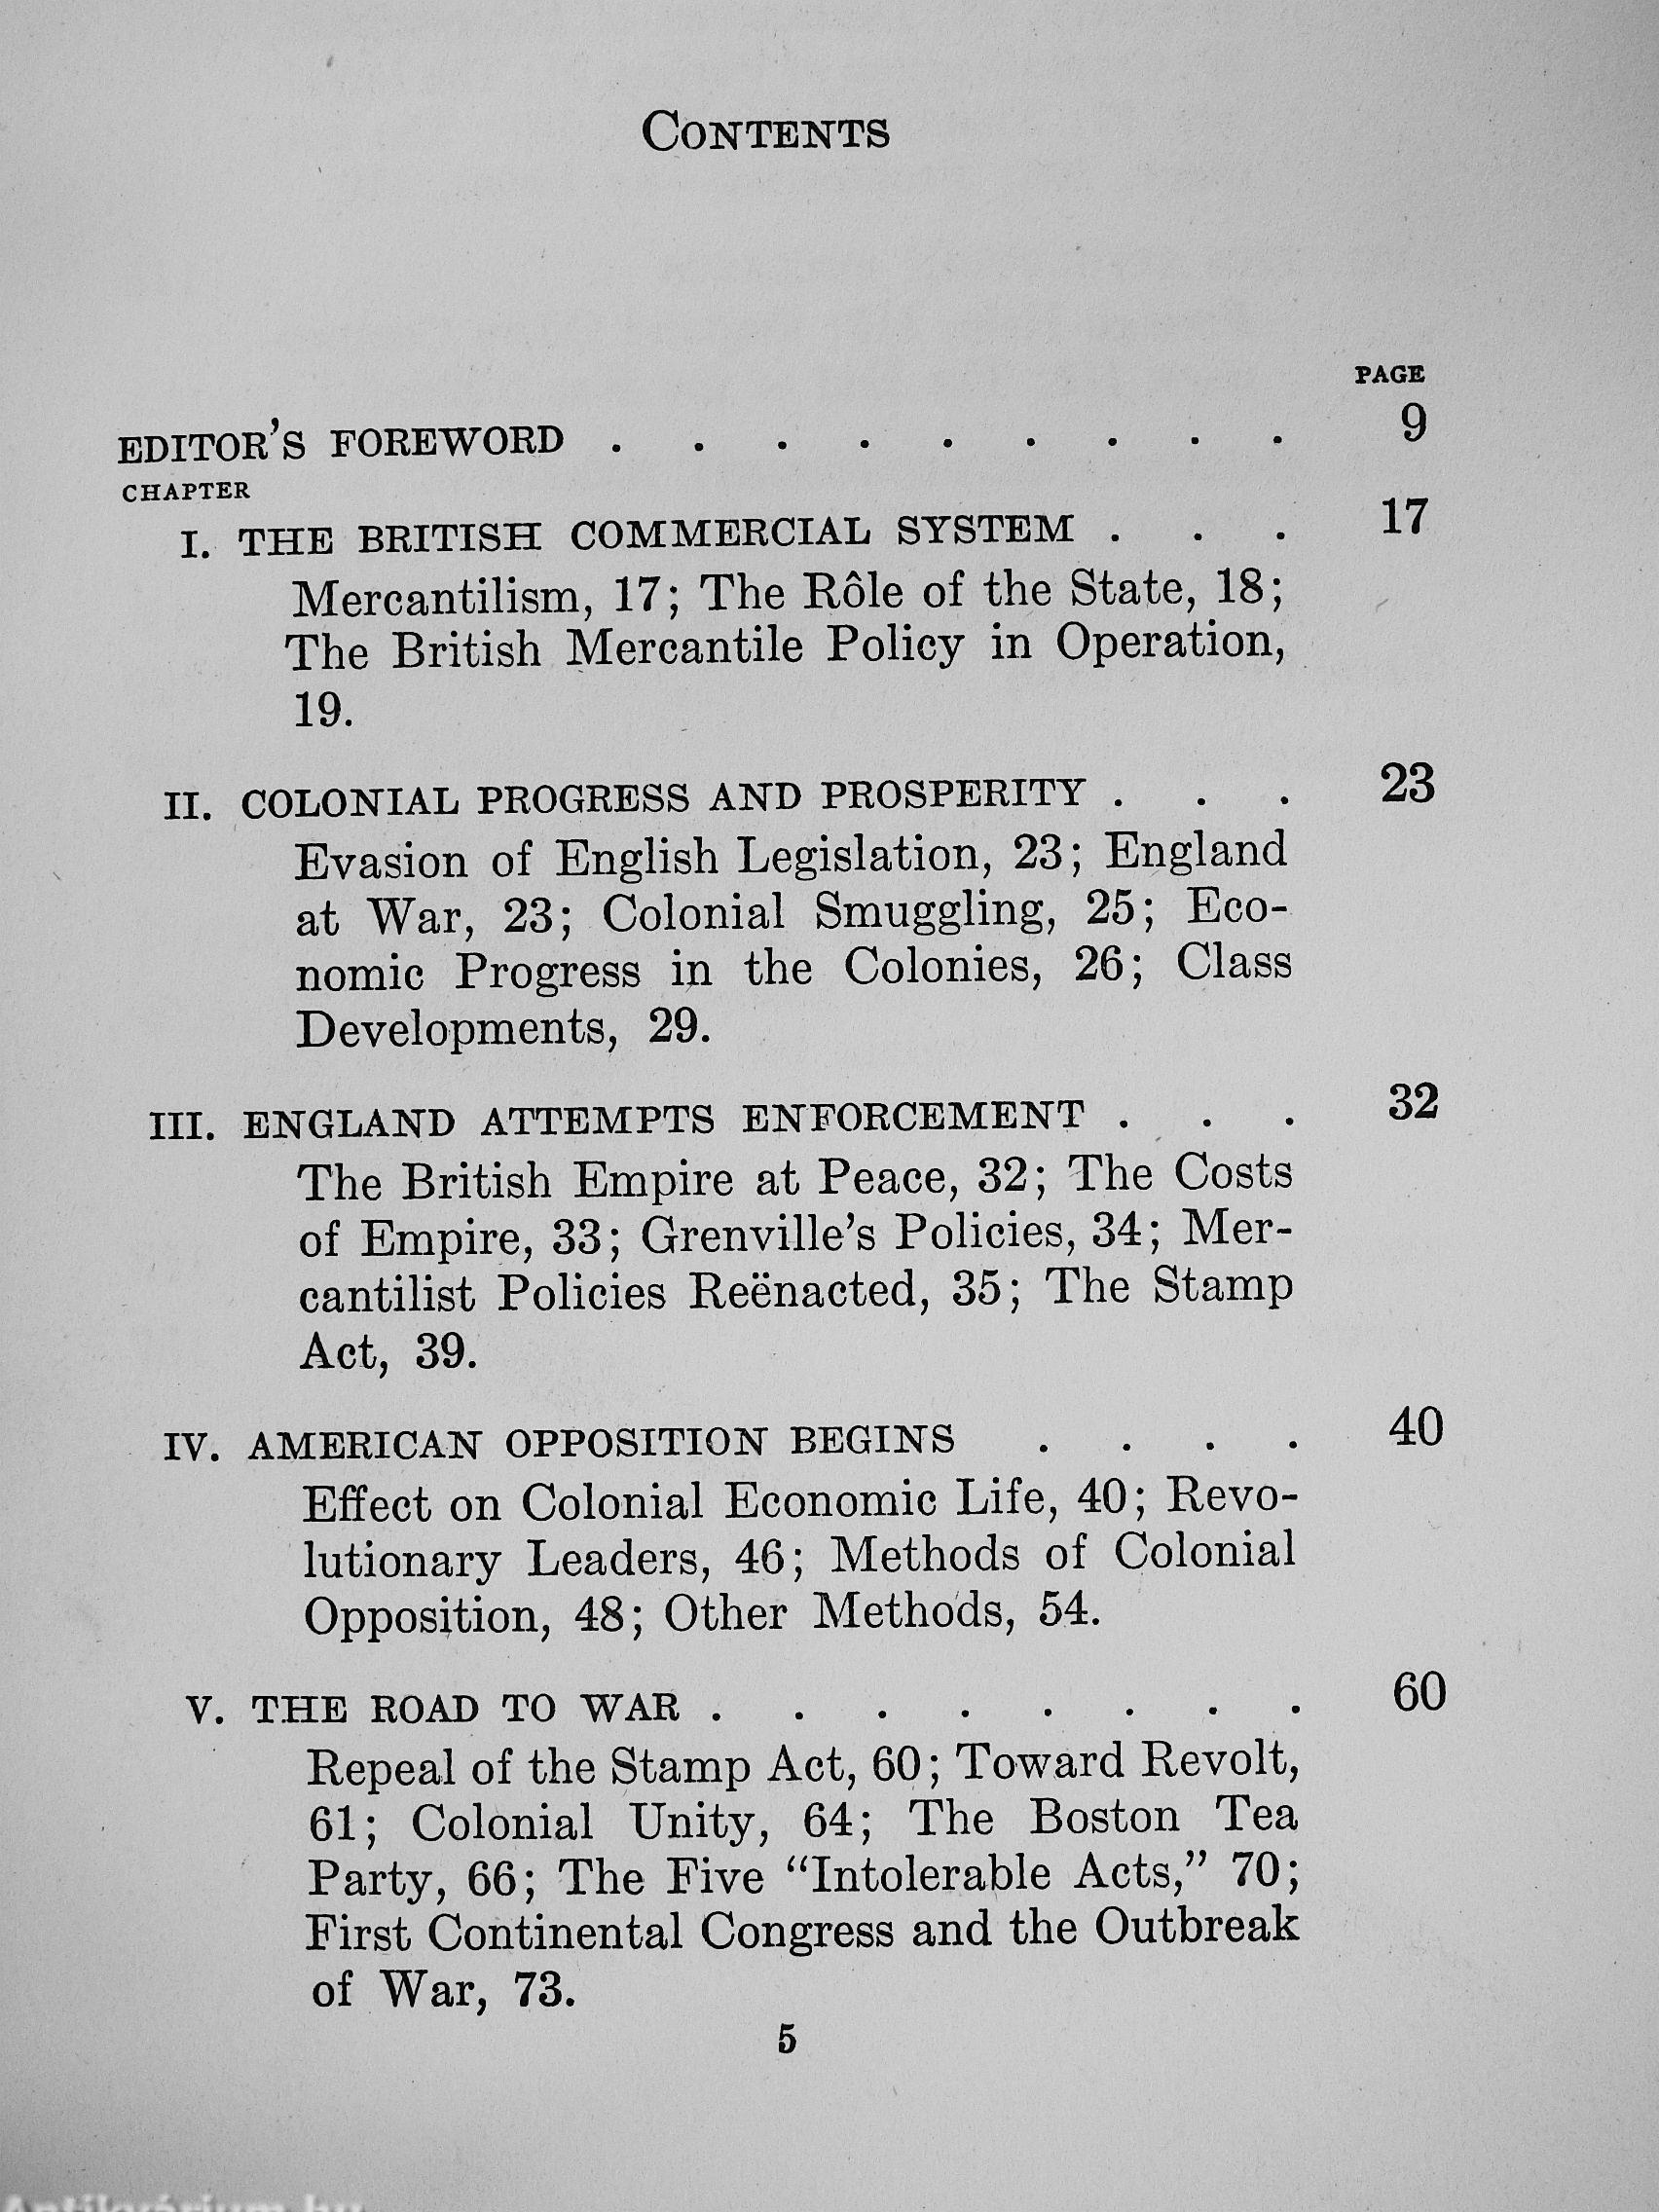 CONTENTS
PAGE
EDITOR'S FOREWORD . . . . . . . . . 9
CHAPTER
I. THE BRITISH COMMERCIAL SYSTEM . . . 17
Mercantilism, 17; The Rôle of the State, 18;
The British Mercantile Policy in Operation,
19.
II. COLONIAL PROGRESS AND PROSPERITY . . . 23
Evasion of English Legislation, 23; England
at War, 23; Colonial Smuggling, 25; Eco-
nomic Progress in the Colonies, 26; Class
Developments, 29.
III. ENGLAND ATTEMPTS ENFORCEMENT . . . 32
The British Empire at Peace, 32; The Costs
of Empire, 33; Grenville's Policies, 34; Mer-
cantilist Policies Reënacted, 35; The Stamp
Act, 39.
IV. AMERICAN OPPOSITION BEGINS . . . . 40
Effect on Colonial Economic Life, 40; Revo-
lutionary Leaders, 46; Methods of Colonial
Opposition, 48; Other Methods, 54.
V. THE ROAD TO WAR . . . . . . . . 60
Repeal of the Stamp Act, 60; Toward Revolt,
61; Colonial Unity, 64; The Boston Tea
Party, 66; The Five “Intolerable Acts,” 70;
First Continental Congress and the Outbreak
of War, 73.
5